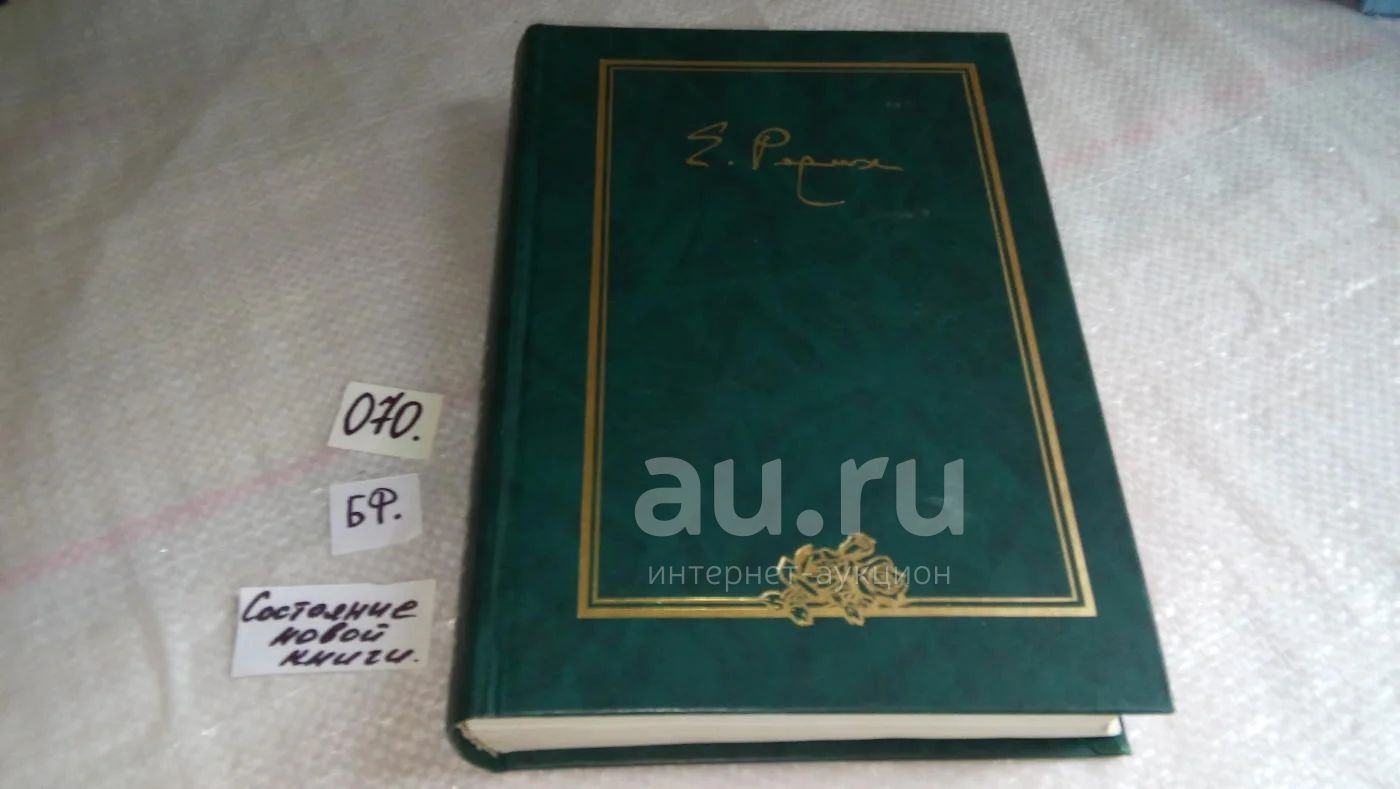 Е. Рерих
070.
БФ.
Состояние
новой
книги.
au.ru
интернет-аукцион